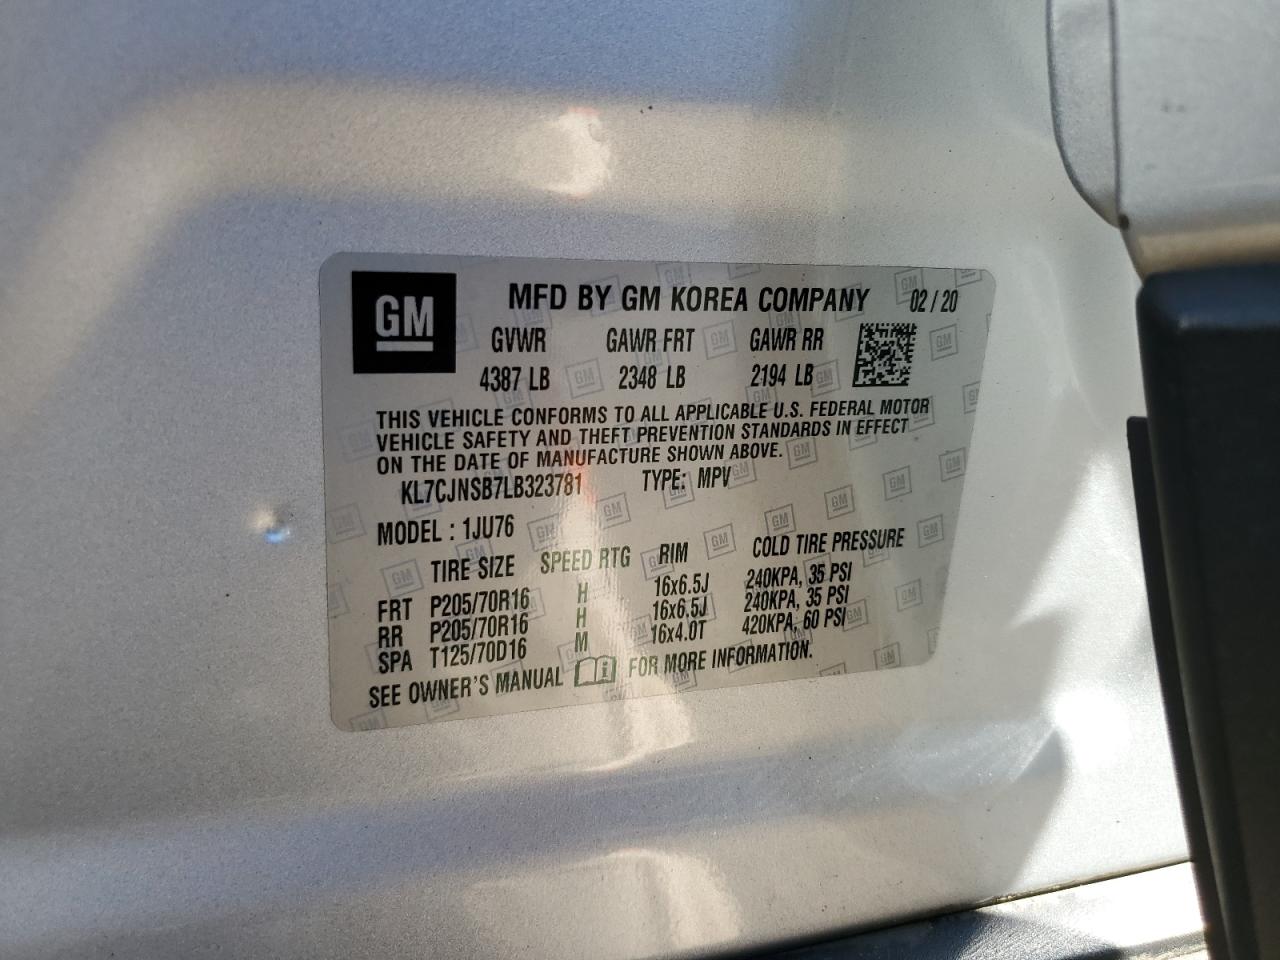 GM
MFD BY GM KOREA COMPANY 02 / 20
GVWR GAWR FRT GAWR RR
4387 LB 2348 LB 2194 LB
THIS VEHICLE CONFORMS TO ALL APPLICABLE U.S. FEDERAL MOTOR
VEHICLE SAFETY AND THEFT PREVENTION STANDARDS IN EFFECT
ON THE DATE OF MANUFACTURE SHOWN ABOVE.
KL7CJNSB7LB323781 TYPE: MPV
MODEL : 1JU76
TIRE SIZE SPEED RTG RIM COLD TIRE PRESSURE
FRT P205/70R16 H 16x6.5J 240KPA, 35 PSI
RR P205/70R16 H 16x6.5J 240KPA, 35 PSI
SPA T125/70D16 M 16x4.0T 420KPA, 60 PSI
SEE OWNER'S MANUAL FOR MORE INFORMATION.